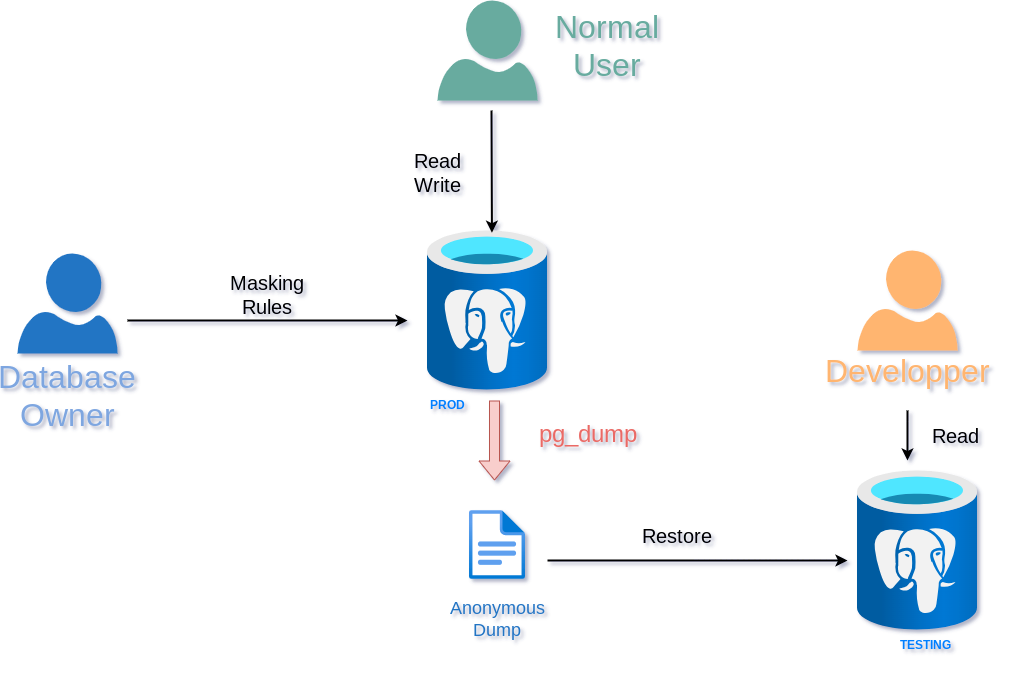 Normal
User
Read
Write
Masking
Rules
Database
Owner
PROD
pg_dump
Developper
Read
Restore
Anonymous
Dump
TESTING